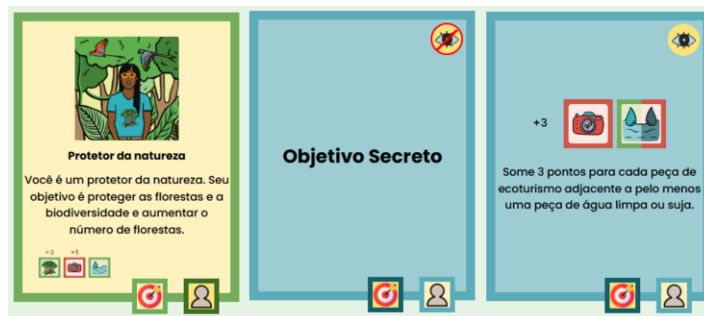 Protetor da natureza
Você é um protetor da natureza. Seu
objetivo é proteger as florestas e a
biodiversidade e aumentar o
número de florestas.
+3 +1
Objetivo Secreto
+3
Some 3 pontos para cada peça de
ecoturismo adjacente a pelo menos
uma peça de água limpa ou suja.